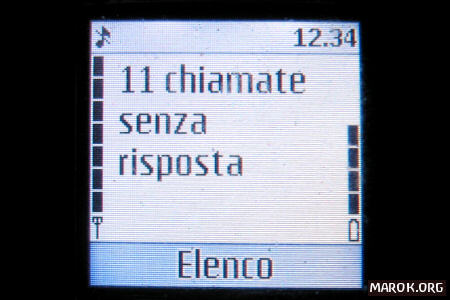 12.34
11 chiamate
senza
risposta
Elenco
MAROK.ORG